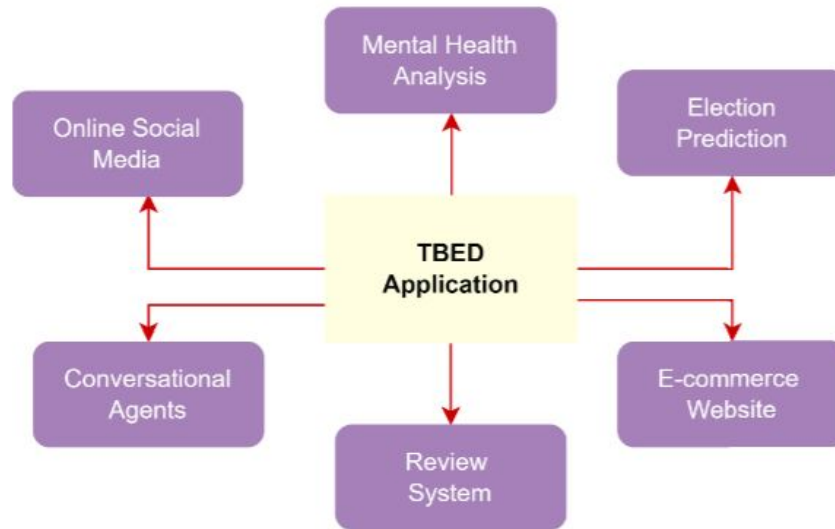 Mental Health
Analysis
Online Social
Media
Election
Prediction
TBED
Application
Conversational
Agents
E-commerce
Website
Review
System